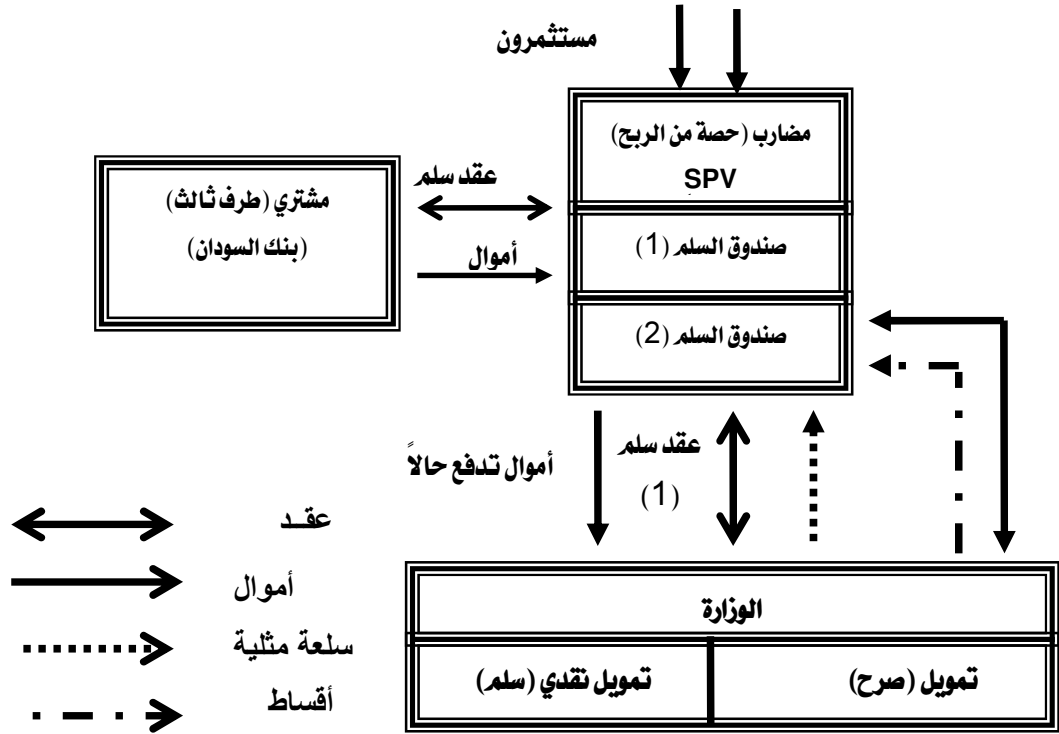 مستثمرون
مضارب (حصة من الربح)
SPV
صندوق السلم (1)
صندوق السلم (2)
عقد سلم
أموال
مشتري (طرف ثالث)
(بنك السودان)
أموال تدفع حالاً
عقد سلم
(1)
الوزارة
تمويل (صرح)
تمويل نقدي (سلم)
عقــد
أموال
سلعة مثلية
أقساط